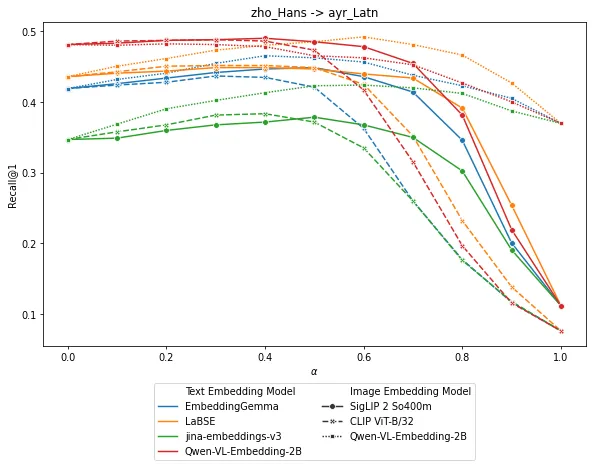 zho_Hans -> ayr_Latn
Recall@1
0.5
0.4
0.3
0.2
0.1
0.0
0.2
0.4
0.6
0.8
1.0
α
Text Embedding Model
EmbeddingGemma
LaBSE
jina-embeddings-v3
Qwen-VL-Embedding-2B
Image Embedding Model
SigLIP 2 So400m
CLIP ViT-B/32
Qwen-VL-Embedding-2B